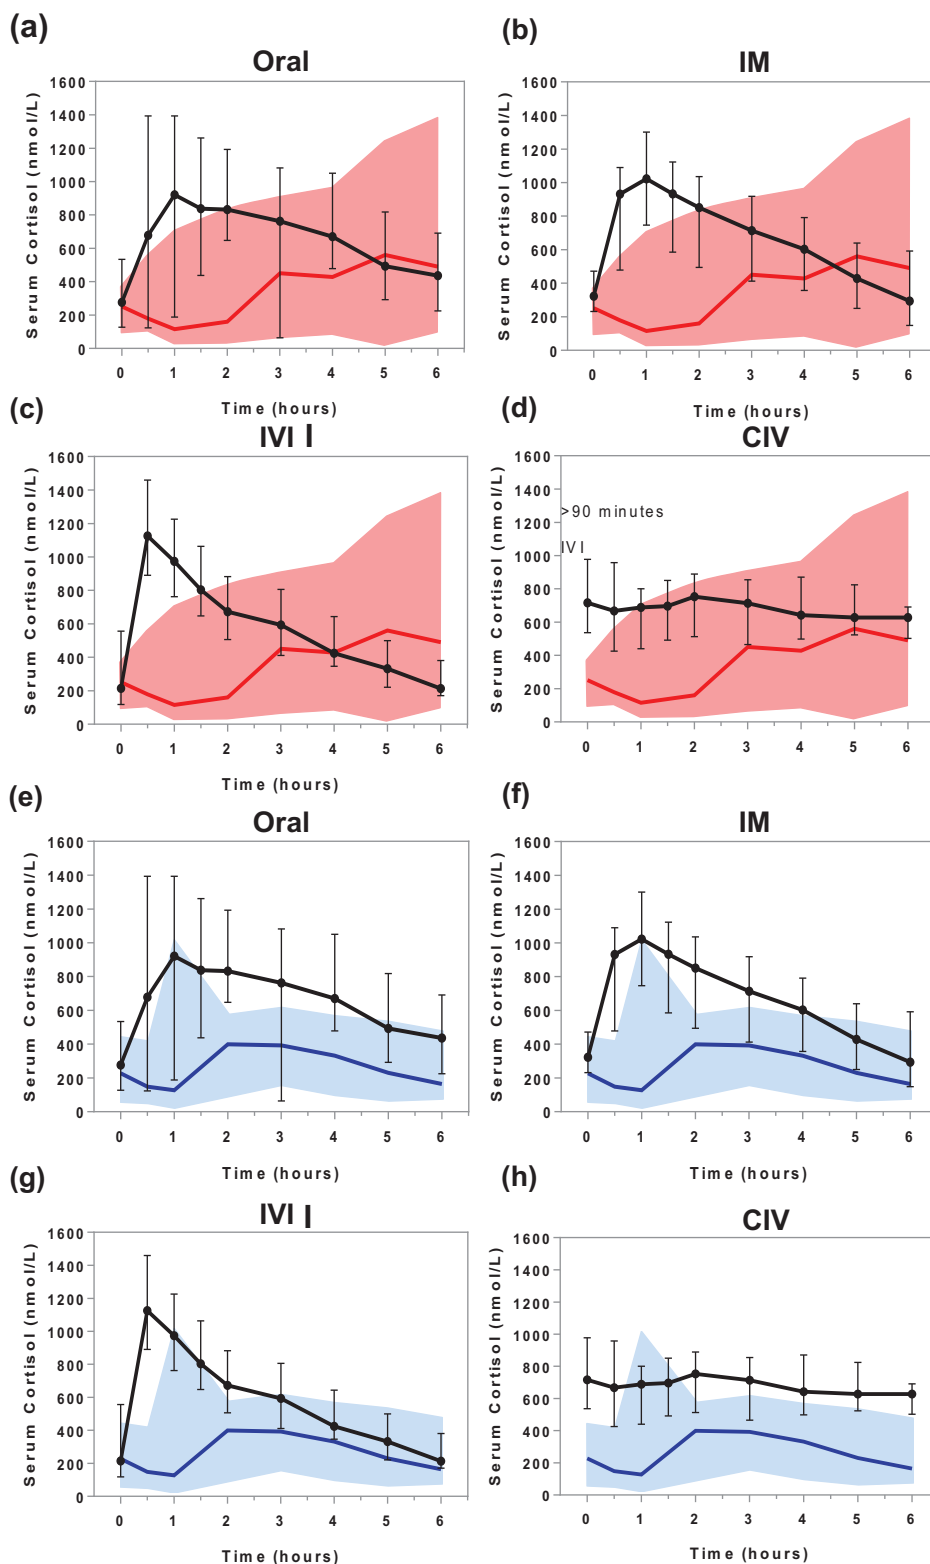 (a)
Oral
Serum Cortisol (nmol/L)
1600
1400
1200
1000
800
600
400
200
0
0 1 2 3 4 5 6
Time (hours)
(b)
IM
Serum Cortisol (nmol/L)
1600
1400
1200
1000
800
600
400
200
0
0 1 2 3 4 5 6
Time (hours)
(c)
IVI I
Serum Cortisol (nmol/L)
1600
1400
1200
1000
800
600
400
200
0
0 1 2 3 4 5 6
Time (hours)
(d)
CIV
Serum Cortisol (nmol/L)
1600
1400
1200
1000
800
600
400
200
0
>90 minutes
IVI
0 1 2 3 4 5 6
Time (hours)
(e)
Oral
Serum Cortisol (nmol/L)
1600
1400
1200
1000
800
600
400
200
0
0 1 2 3 4 5 6
Time (hours)
(f)
IM
Serum Cortisol (nmol/L)
1600
1400
1200
1000
800
600
400
200
0
0 1 2 3 4 5 6
Time (hours)
(g)
IVI I
Serum Cortisol (nmol/L)
1600
1400
1200
1000
800
600
400
200
0
0 1 2 3 4 5 6
Time (hours)
(h)
CIV
Serum Cortisol (nmol/L)
1600
1400
1200
1000
800
600
400
200
0
0 1 2 3 4 5 6
Time (hours)